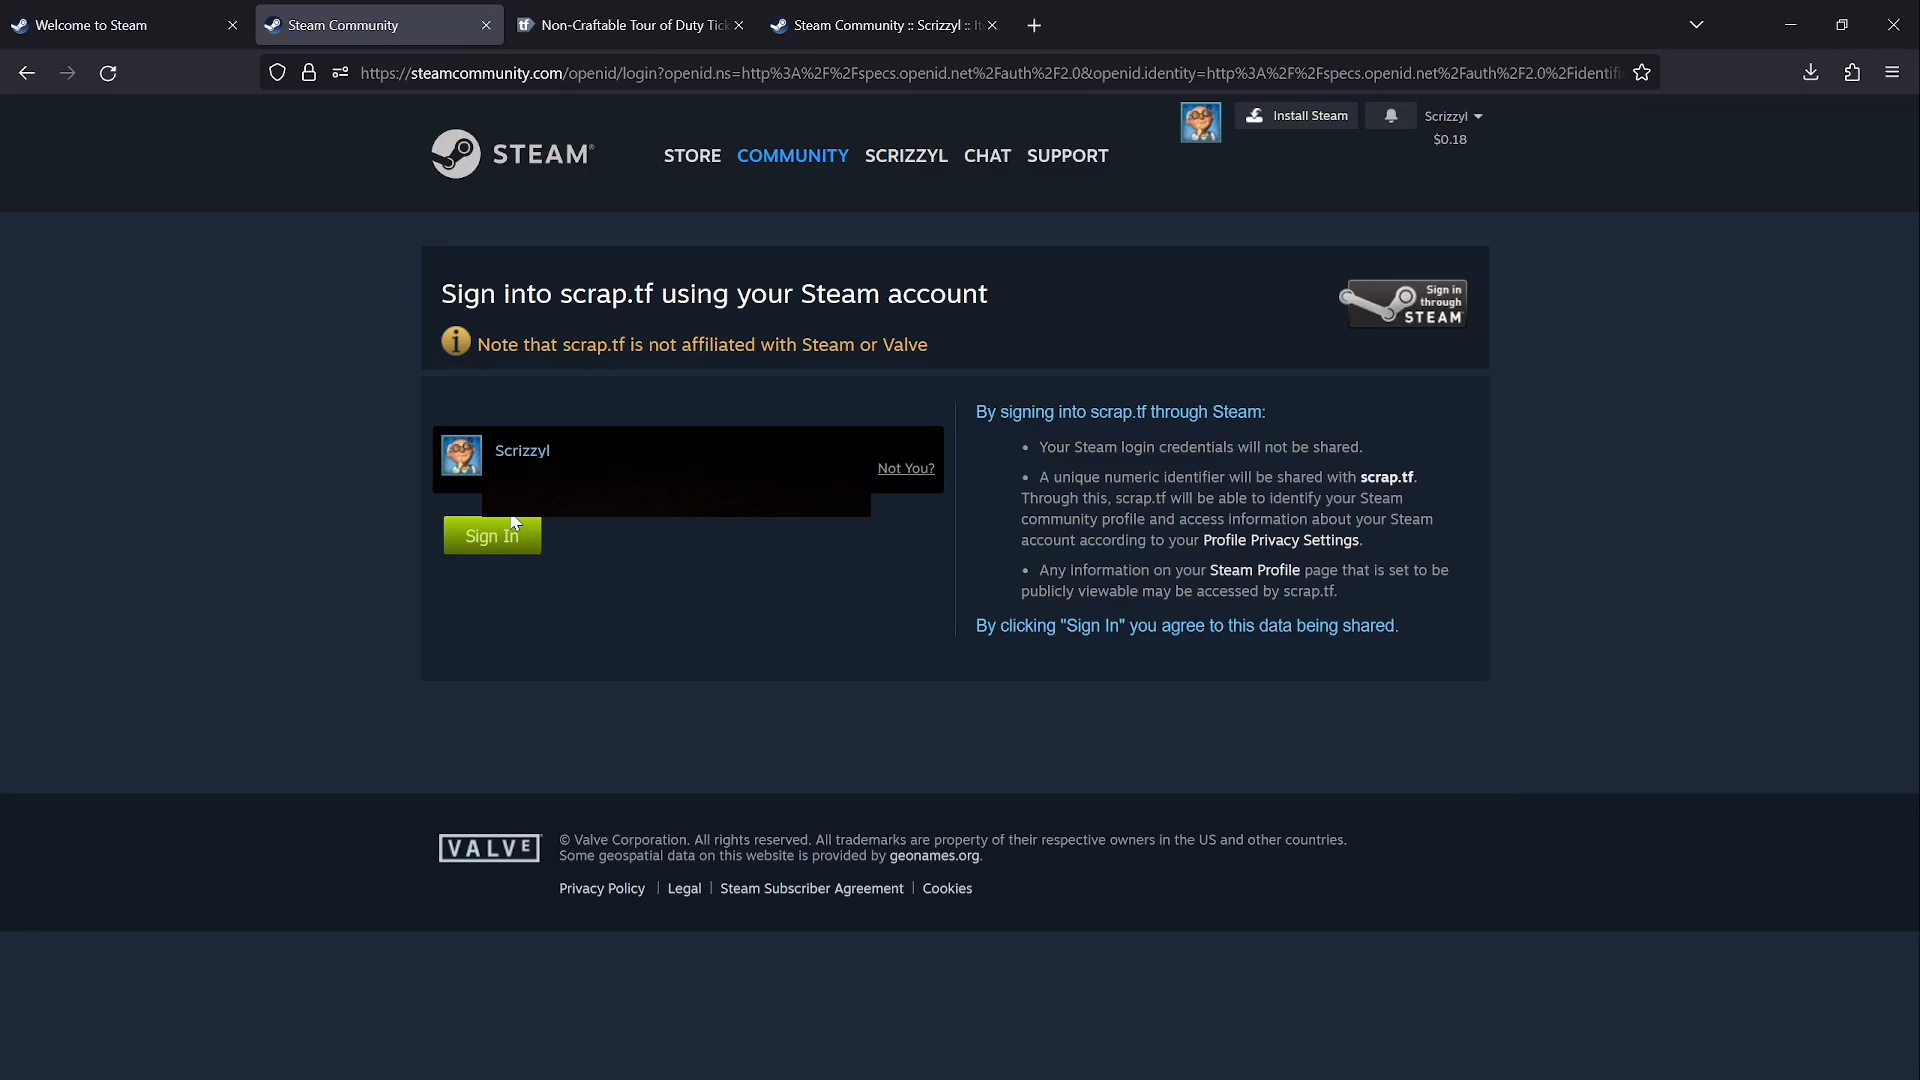 Welcome to Steam
Steam Community
Non-Craftable Tour of Duty Tick
Steam Community :: Scrizzyl :: It
https://steamcommunity.com/openid/login?openid.ns=http%3A%2F%2Fspecs.openid.net%2Fauth%2F2.0&openid.identity=http%3A%2F%2Fspecs.openid.net%2Fauth%2F2.0%2Fidentifi
STEAM
STORE COMMUNITY SCRIZZYL CHAT SUPPORT
Install Steam
Scrizzyl
$0.18
Sign into scrap.tf using your Steam account
Note that scrap.tf is not affiliated with Steam or Valve
Sign in
through
STEAM
Scrizzyl
Not You?
Sign In
By signing into scrap.tf through Steam:
• Your Steam login credentials will not be shared.
• A unique numeric identifier will be shared with scrap.tf.
Through this, scrap.tf will be able to identify your Steam
community profile and access information about your Steam
account according to your Profile Privacy Settings.
• Any information on your Steam Profile page that is set to be
publicly viewable may be accessed by scrap.tf.
By clicking "Sign In" you agree to this data being shared.
VALVE
© Valve Corporation. All rights reserved. All trademarks are property of their respective owners in the US and other countries.
Some geospatial data on this website is provided by geonames.org.
Privacy Policy | Legal | Steam Subscriber Agreement | Cookies